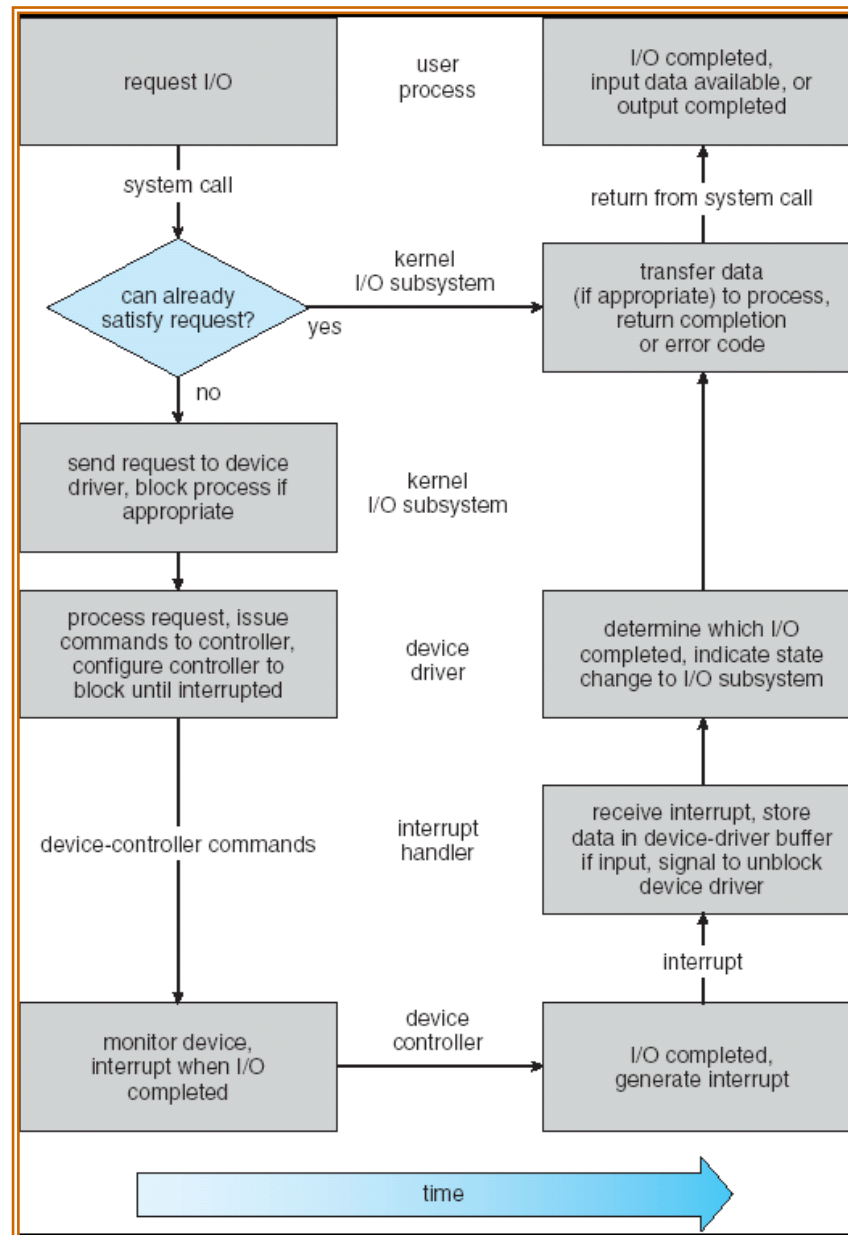 request I/O
user
process
I/O completed,
input data available, or
output completed
system call
return from system call
can already
satisfy request?
kernel
I/O subsystem
yes
no
transfer data
(if appropriate) to process,
return completion
or error code
send request to device
driver, block process if
appropriate
kernel
I/O subsystem
process request, issue
commands to controller,
configure controller to
block until interrupted
device
driver
determine which I/O
completed, indicate state
change to I/O subsystem
device-controller commands
interrupt
handler
receive interrupt, store
data in device-driver buffer
if input, signal to unblock
device driver
interrupt
monitor device,
interrupt when I/O
completed
device
controller
I/O completed,
generate interrupt
time